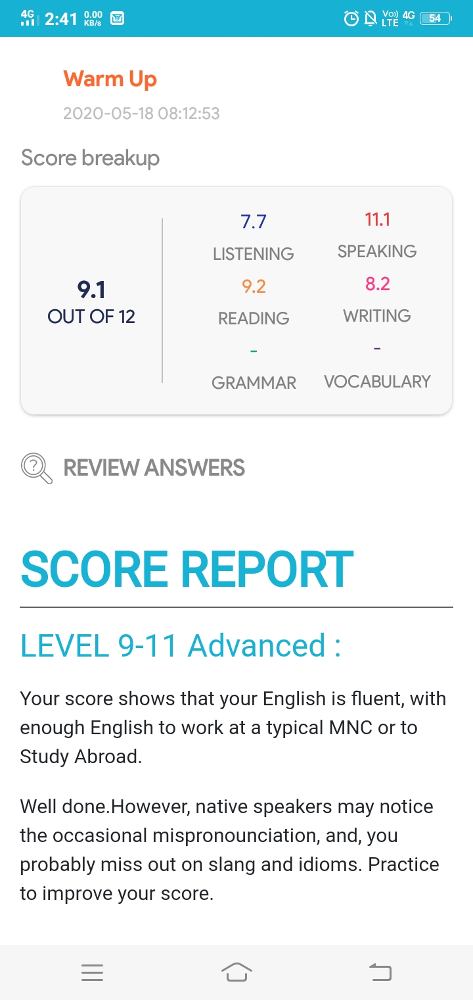 4G 2:41 0.00 KB/s Vo)) LTE 4G 54
Warm Up
2020-05-18 08:12:53
Score breakup
9.1
OUT OF 12
7.7 11.1
LISTENING SPEAKING
9.2 8.2
READING WRITING
- -
GRAMMAR VOCABULARY
REVIEW ANSWERS
SCORE REPORT
LEVEL 9-11 Advanced :
Your score shows that your English is fluent, with
enough English to work at a typical MNC or to
Study Abroad.
Well done.However, native speakers may notice
the occasional mispronounciation, and, you
probably miss out on slang and idioms. Practice
to improve your score.